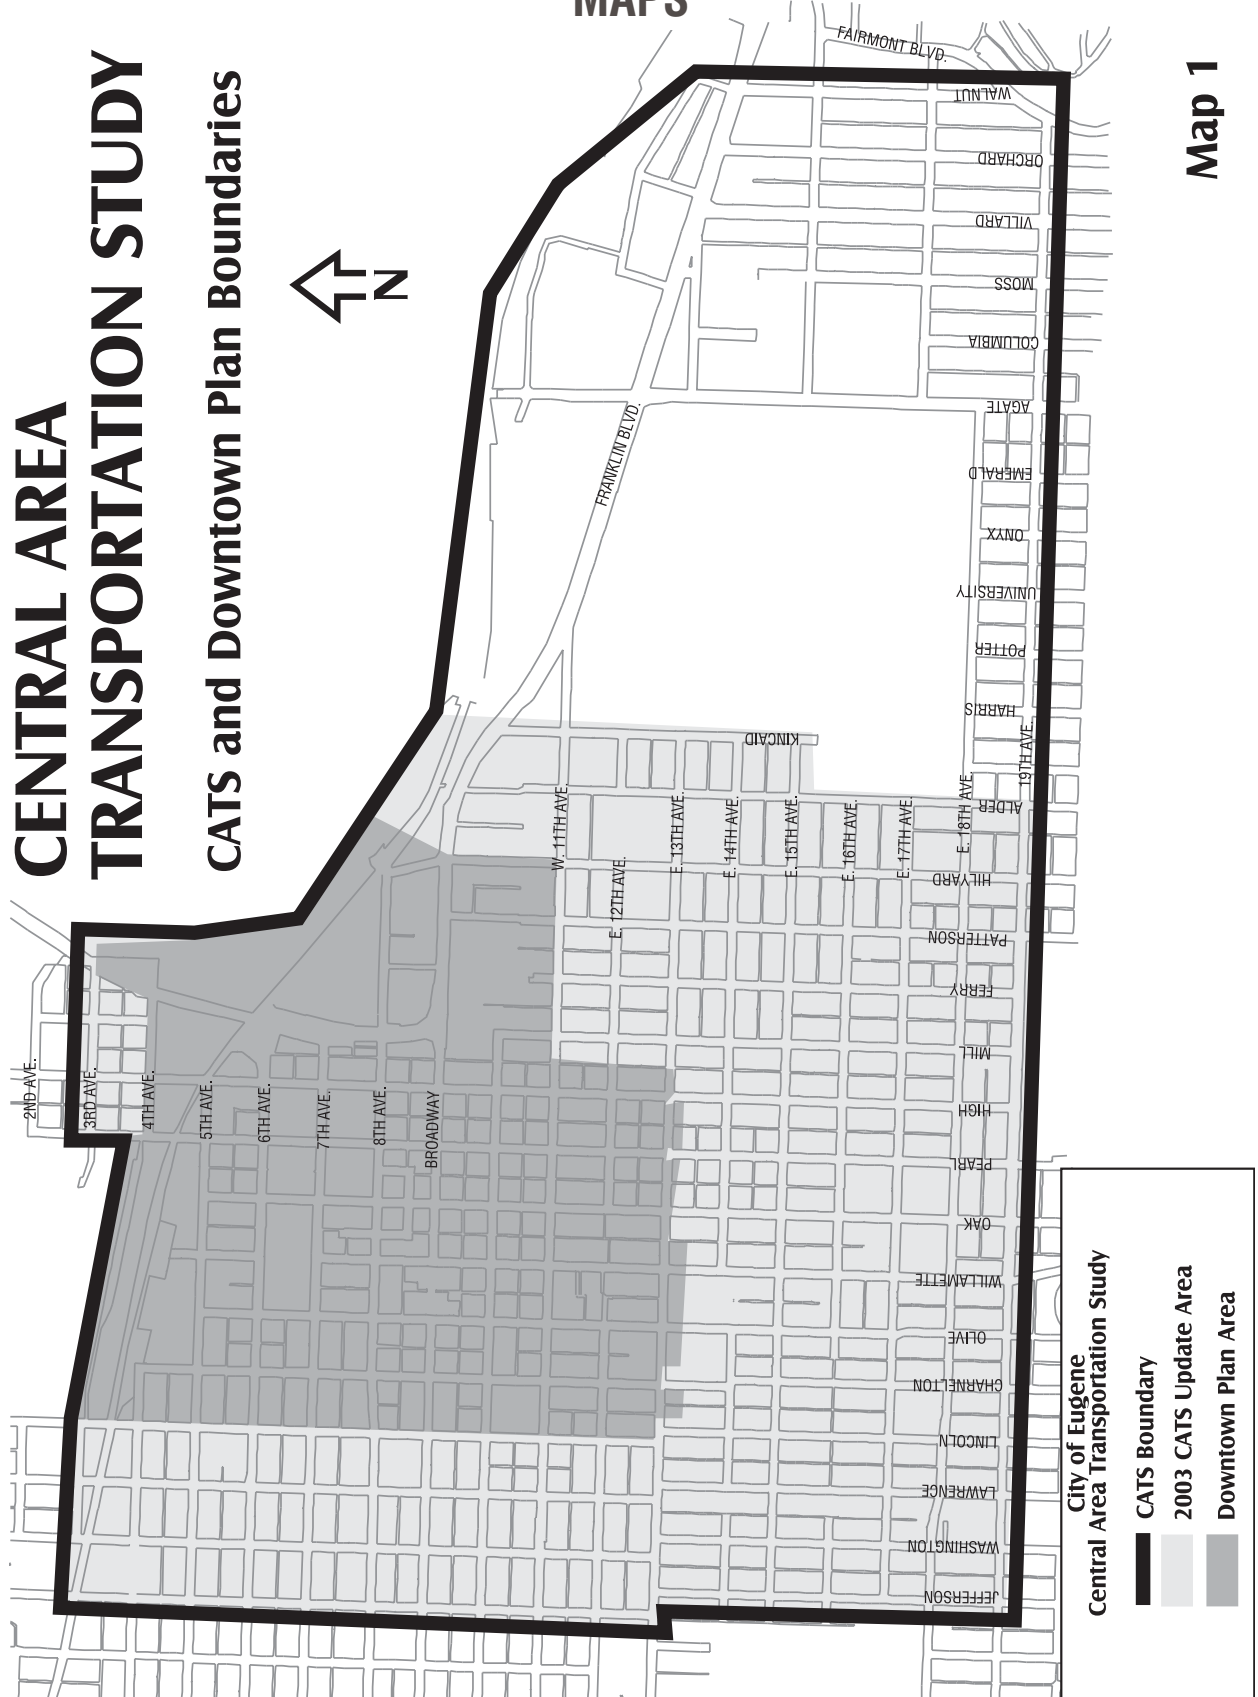 MAPS
CENTRAL AREA
TRANSPORTATION STUDY
CATS and Downtown Plan Boundaries
N
Map 1
FAIRMONT BLVD.
WALNUT
ORCHARD
VILLARD
MOSS
COLUMBIA
AGATE
EMERALD
ONYX
UNIVERSITY
POTTER
HARRIS
19TH AVE.
ALDER
KINCAID
FRANKLIN BLVD.
W. 11TH AVE.
E. 12TH AVE.
E. 13TH AVE.
E. 14TH AVE.
E. 15TH AVE.
E. 16TH AVE.
E. 17TH AVE.
E. 18TH AVE.
HILYARD
PATTERSON
FERRY
MILL
HIGH
PEARL
OAK
WILLAMETTE
OLIVE
CHARNELTON
LINCOLN
LAWRENCE
WASHINGTON
JEFFERSON
2ND AVE.
3RD AVE.
4TH AVE.
5TH AVE.
6TH AVE.
7TH AVE.
8TH AVE.
BROADWAY
City of Eugene
Central Area Transportation Study
CATS Boundary
2003 CATS Update Area
Downtown Plan Area